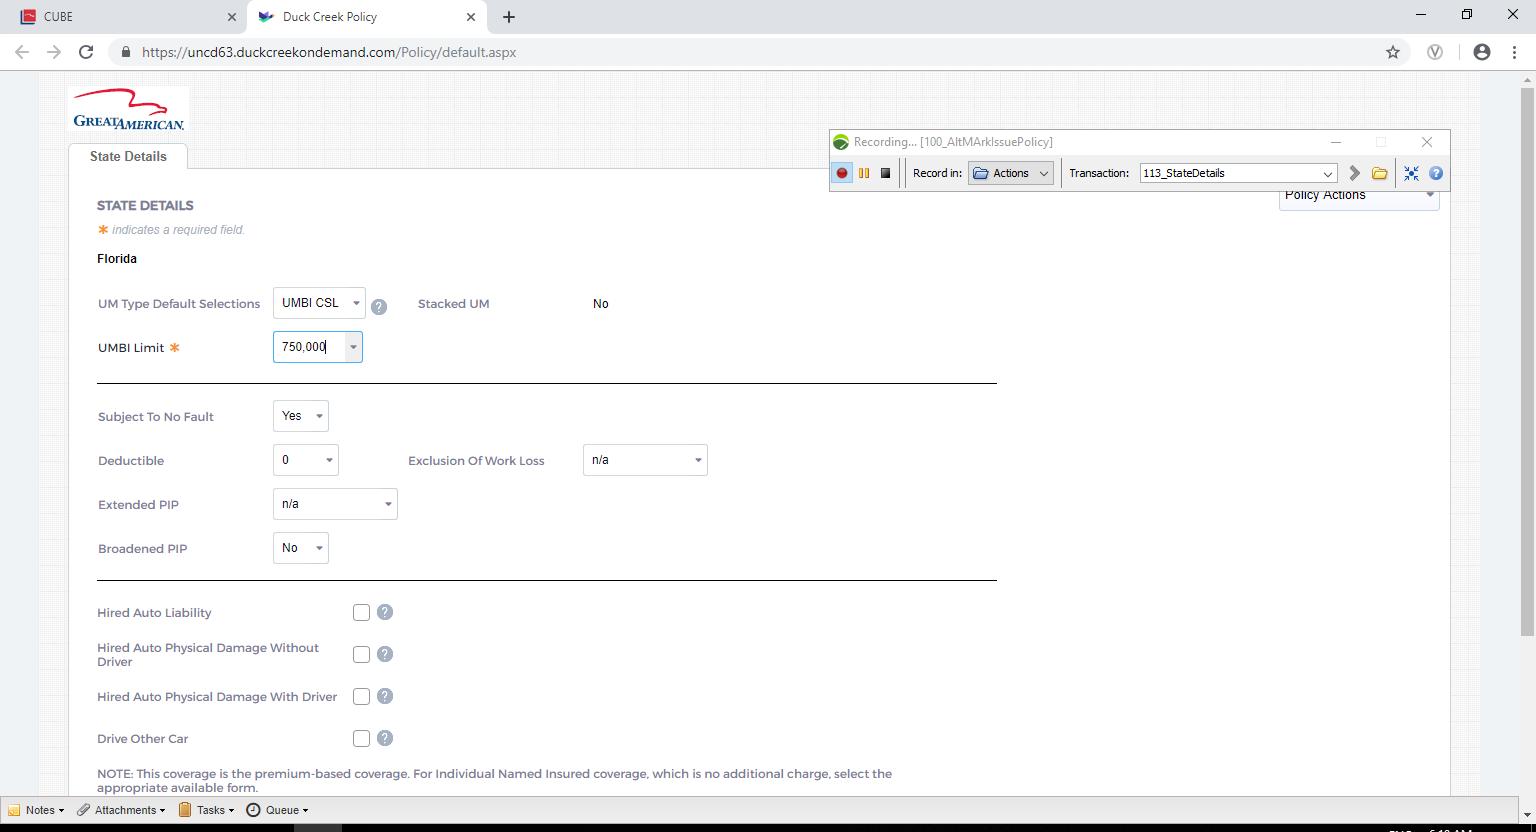 CUBE
Duck Creek Policy
https://uncd63.duckcreekondemand.com/Policy/default.aspx
GREATAMERICAN.
Recording... [100_AltMArkIssuePolicy]
State Details
Record in: Actions Transaction: 113_StateDetails
Policy Actions
STATE DETAILS
* indicates a required field.
Florida
UM Type Default Selections UMBI CSL ? Stacked UM No
UMBI Limit * 750,000
Subject To No Fault Yes
Deductible 0 Exclusion Of Work Loss n/a
Extended PIP n/a
Broadened PIP No
Hired Auto Liability ?
Hired Auto Physical Damage Without
Driver ?
Hired Auto Physical Damage With Driver ?
Drive Other Car ?
NOTE: This coverage is the premium-based coverage. For Individual Named Insured coverage, which is no additional charge, select the
appropriate available form.
Notes Attachments Tasks Queue